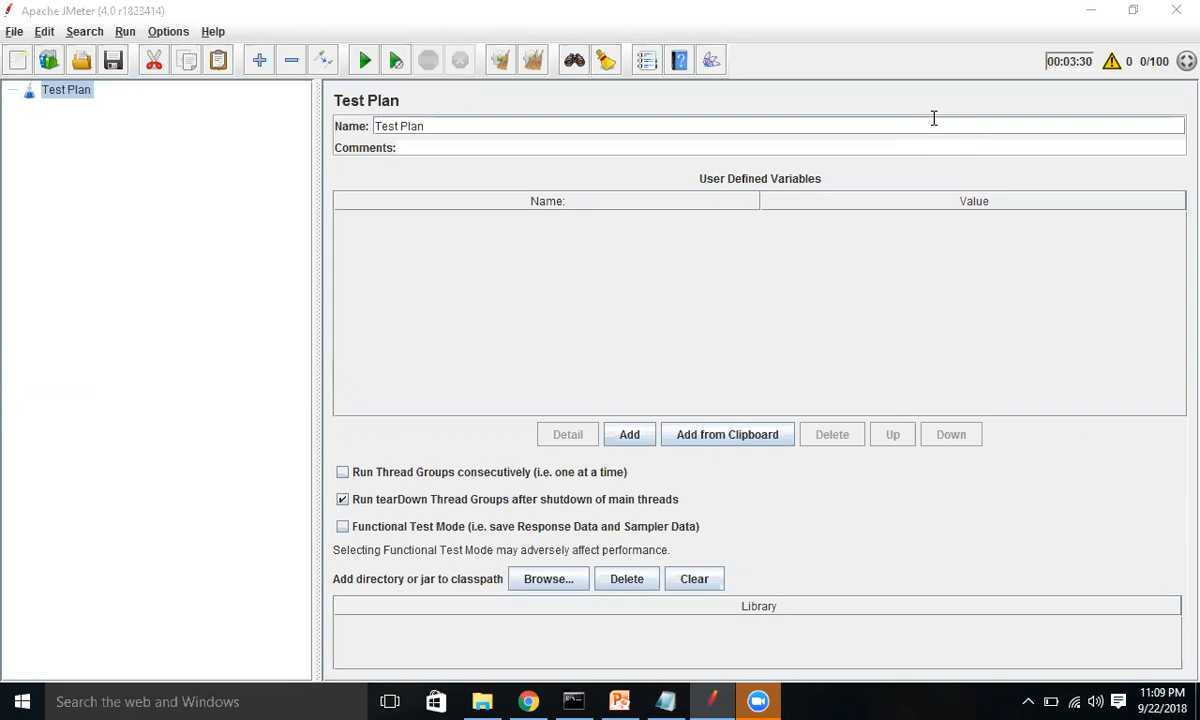 Apache JMeter (4.0 r1823414)
File Edit Search Run Options Help
00:03:30 0 0/100
Test Plan
Test Plan
Name: Test Plan
Comments:
User Defined Variables
Name: Value
Detail Add Add from Clipboard Delete Up Down
Run Thread Groups consecutively (i.e. one at a time)
Run tearDown Thread Groups after shutdown of main threads
Functional Test Mode (i.e. save Response Data and Sampler Data)
Selecting Functional Test Mode may adversely affect performance.
Add directory or jar to classpath Browse... Delete Clear
Library
Search the web and Windows
11:09 PM
9/22/2018